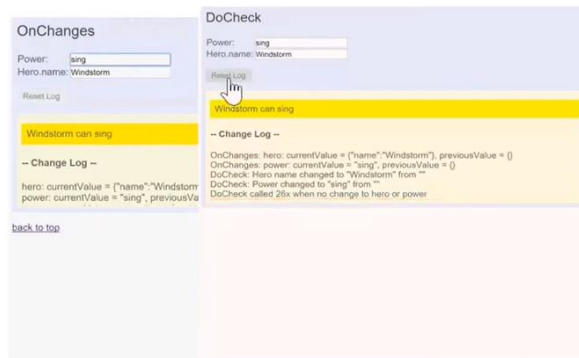 OnChanges
Power: sing
Hero.name: Windstorm
Reset Log
Windstorm can sing
-- Change Log --
hero: currentValue = {"name":"Windstorm
power: currentValue = "sing", previousVa
back to top
DoCheck
Power: sing
Hero.name: Windstorm
Reset Log
Windstorm can sing
-- Change Log --
OnChanges: hero: currentValue = {"name":"Windstorm"}, previousValue = {}
OnChanges: power: currentValue = "sing", previousValue = {}
DoCheck: Hero name changed to "Windstorm" from ""
DoCheck: Power changed to "sing" from ""
DoCheck called 26x when no change to hero or power